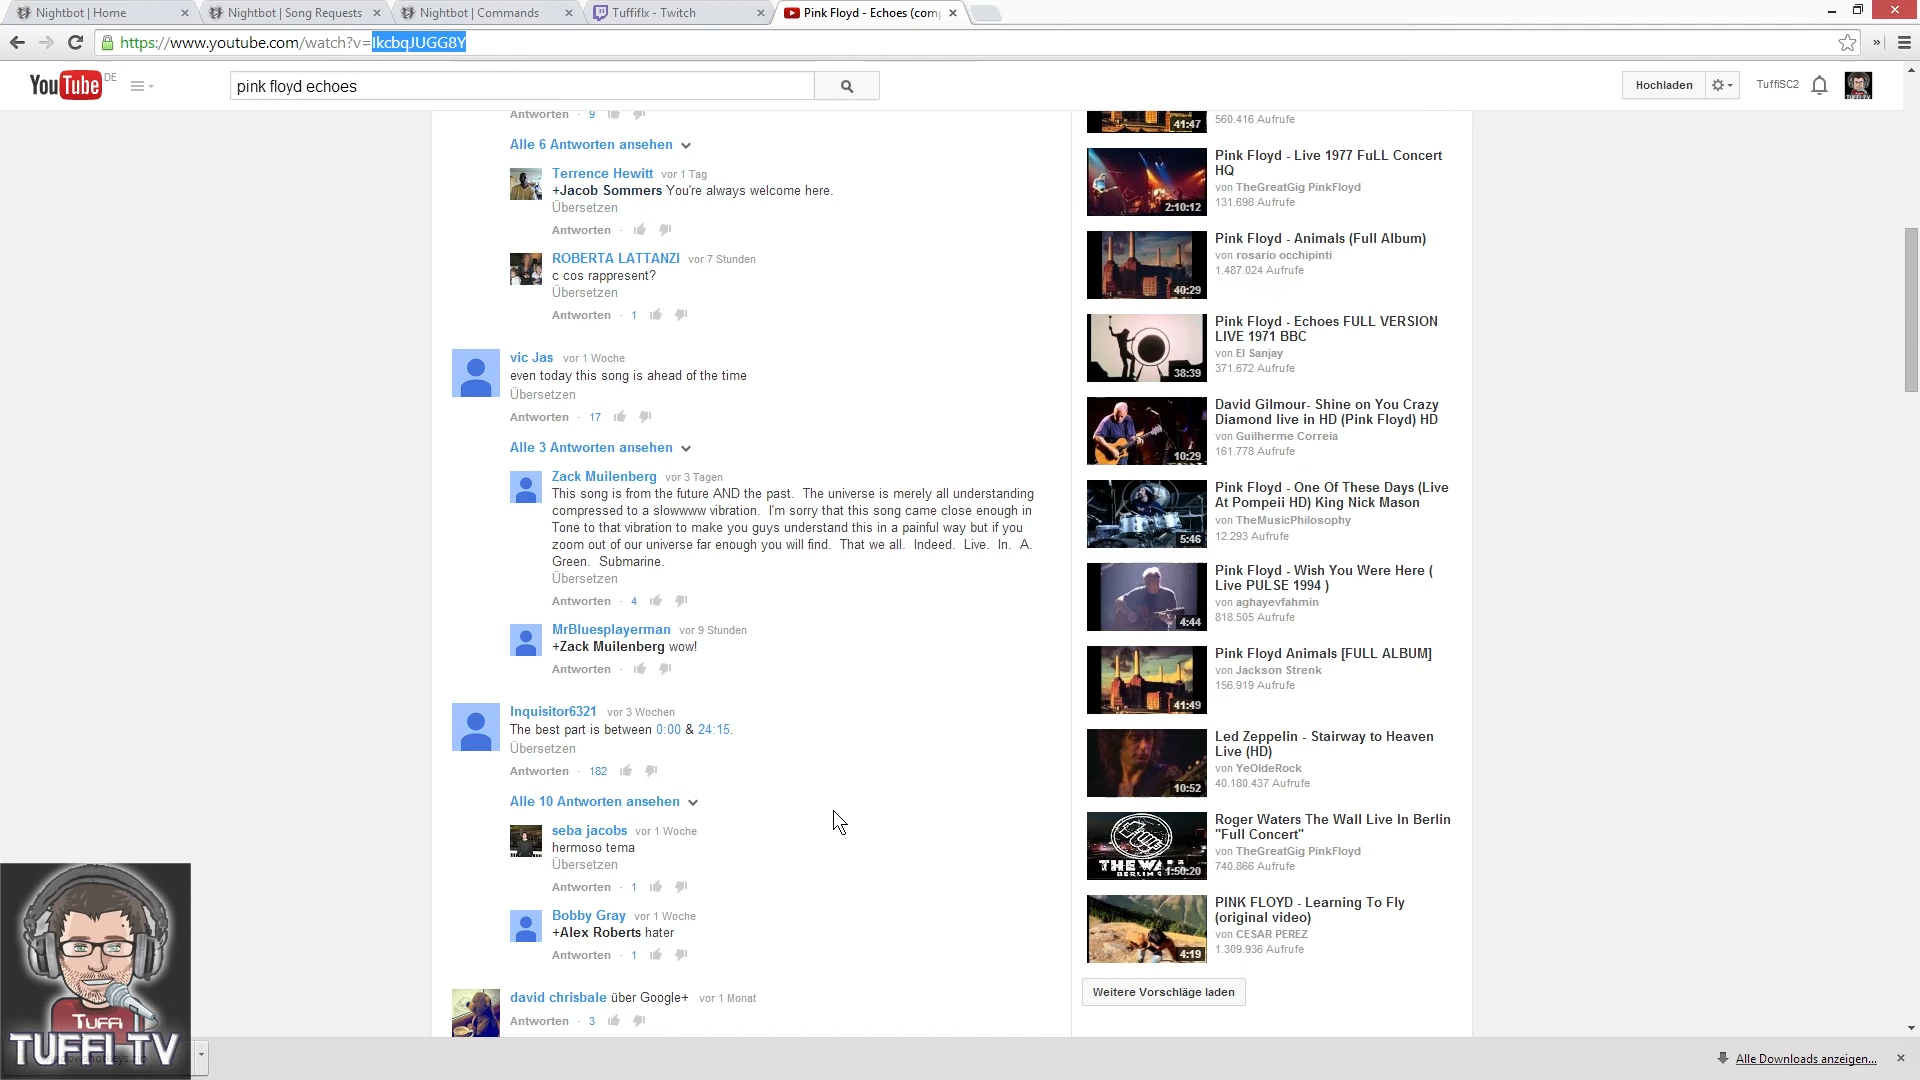 Nightbot | Home
Nightbot | Song Requests
Nightbot | Commands
Tuffiflx - Twitch
Pink Floyd - Echoes (com
https://www.youtube.com/watch?v=IkcbqJUGG8Y
YouTube DE
pink floyd echoes
Hochladen
TuffiSC2
Antworten · 9
Alle 6 Antworten ansehen
Terrence Hewitt vor 1 Tag
+Jacob Sommers You're always welcome here.
Übersetzen
Antworten ·
ROBERTA LATTANZI vor 7 Stunden
c cos rappresent?
Übersetzen
Antworten · 1
vic Jas vor 1 Woche
even today this song is ahead of the time
Übersetzen
Antworten · 17
Alle 3 Antworten ansehen
Zack Muilenberg vor 3 Tagen
This song is from the future AND the past. The universe is merely all understanding
compressed to a slowwww vibration. I'm sorry that this song came close enough in
Tone to that vibration to make you guys understand this in a painful way but if you
zoom out of our universe far enough you will find. That we all. Indeed. Live. In. A.
Green. Submarine.
Übersetzen
Antworten · 4
MrBluesplayerman vor 9 Stunden
+Zack Muilenberg wow!
Antworten ·
Inquisitor6321 vor 3 Wochen
The best part is between 0:00 & 24:15.
Übersetzen
Antworten · 182
Alle 10 Antworten ansehen
seba jacobs vor 1 Woche
hermoso tema
Übersetzen
Antworten · 1
Bobby Gray vor 1 Woche
+Alex Roberts hater
Antworten · 1
david chrisbale über Google+ vor 1 Monat
Antworten · 3
41:47
560.416 Aufrufe
Pink Floyd - Live 1977 FuLL Concert
HQ
von TheGreatGig PinkFloyd
131.698 Aufrufe
2:10:12
Pink Floyd - Animals (Full Album)
von rosario occhipinti
1.487.024 Aufrufe
40:29
Pink Floyd - Echoes FULL VERSION
LIVE 1971 BBC
von El Sanjay
371.672 Aufrufe
38:39
David Gilmour- Shine on You Crazy
Diamond live in HD (Pink Floyd) HD
von Guilherme Correia
161.778 Aufrufe
10:29
Pink Floyd - One Of These Days (Live
At Pompeii HD) King Nick Mason
von TheMusicPhilosophy
12.293 Aufrufe
5:46
Pink Floyd - Wish You Were Here (
Live PULSE 1994 )
von aghayevfahmin
818.505 Aufrufe
4:44
Pink Floyd Animals [FULL ALBUM]
von Jackson Strenk
156.919 Aufrufe
41:49
Led Zeppelin - Stairway to Heaven
Live (HD)
von YeOldeRock
40.180.437 Aufrufe
10:52
Roger Waters The Wall Live In Berlin
"Full Concert"
von TheGreatGig PinkFloyd
740.866 Aufrufe
THE WALL
BERLIN
1:50:20
PINK FLOYD - Learning To Fly
(original video)
von CESAR PEREZ
1.309.936 Aufrufe
4:19
Weitere Vorschläge laden
TUFFI
TUFFI TV
Alle Downloads anzeigen...